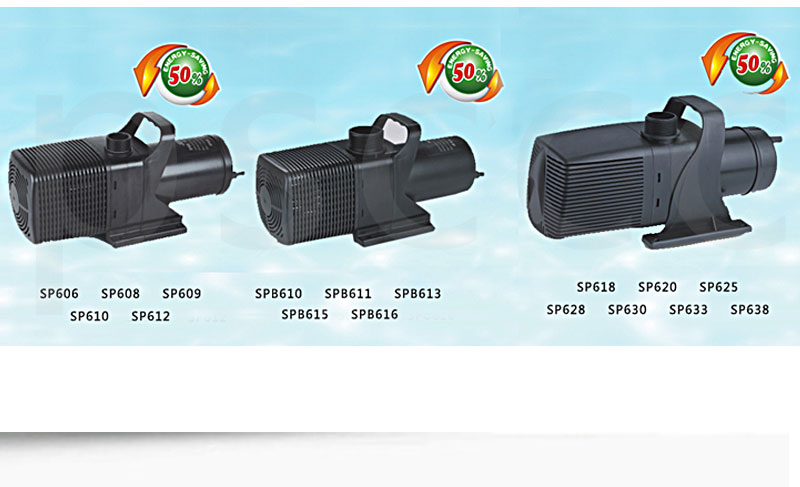 ENERGY-SAVING
50%
ENERGY-SAVING
50%
ENERGY-SAVING
50%
SP606 SP608 SP609
SP610 SP612
SPB610 SPB611 SPB613
SPB615 SPB616
SP618 SP620 SP625
SP628 SP630 SP633 SP638